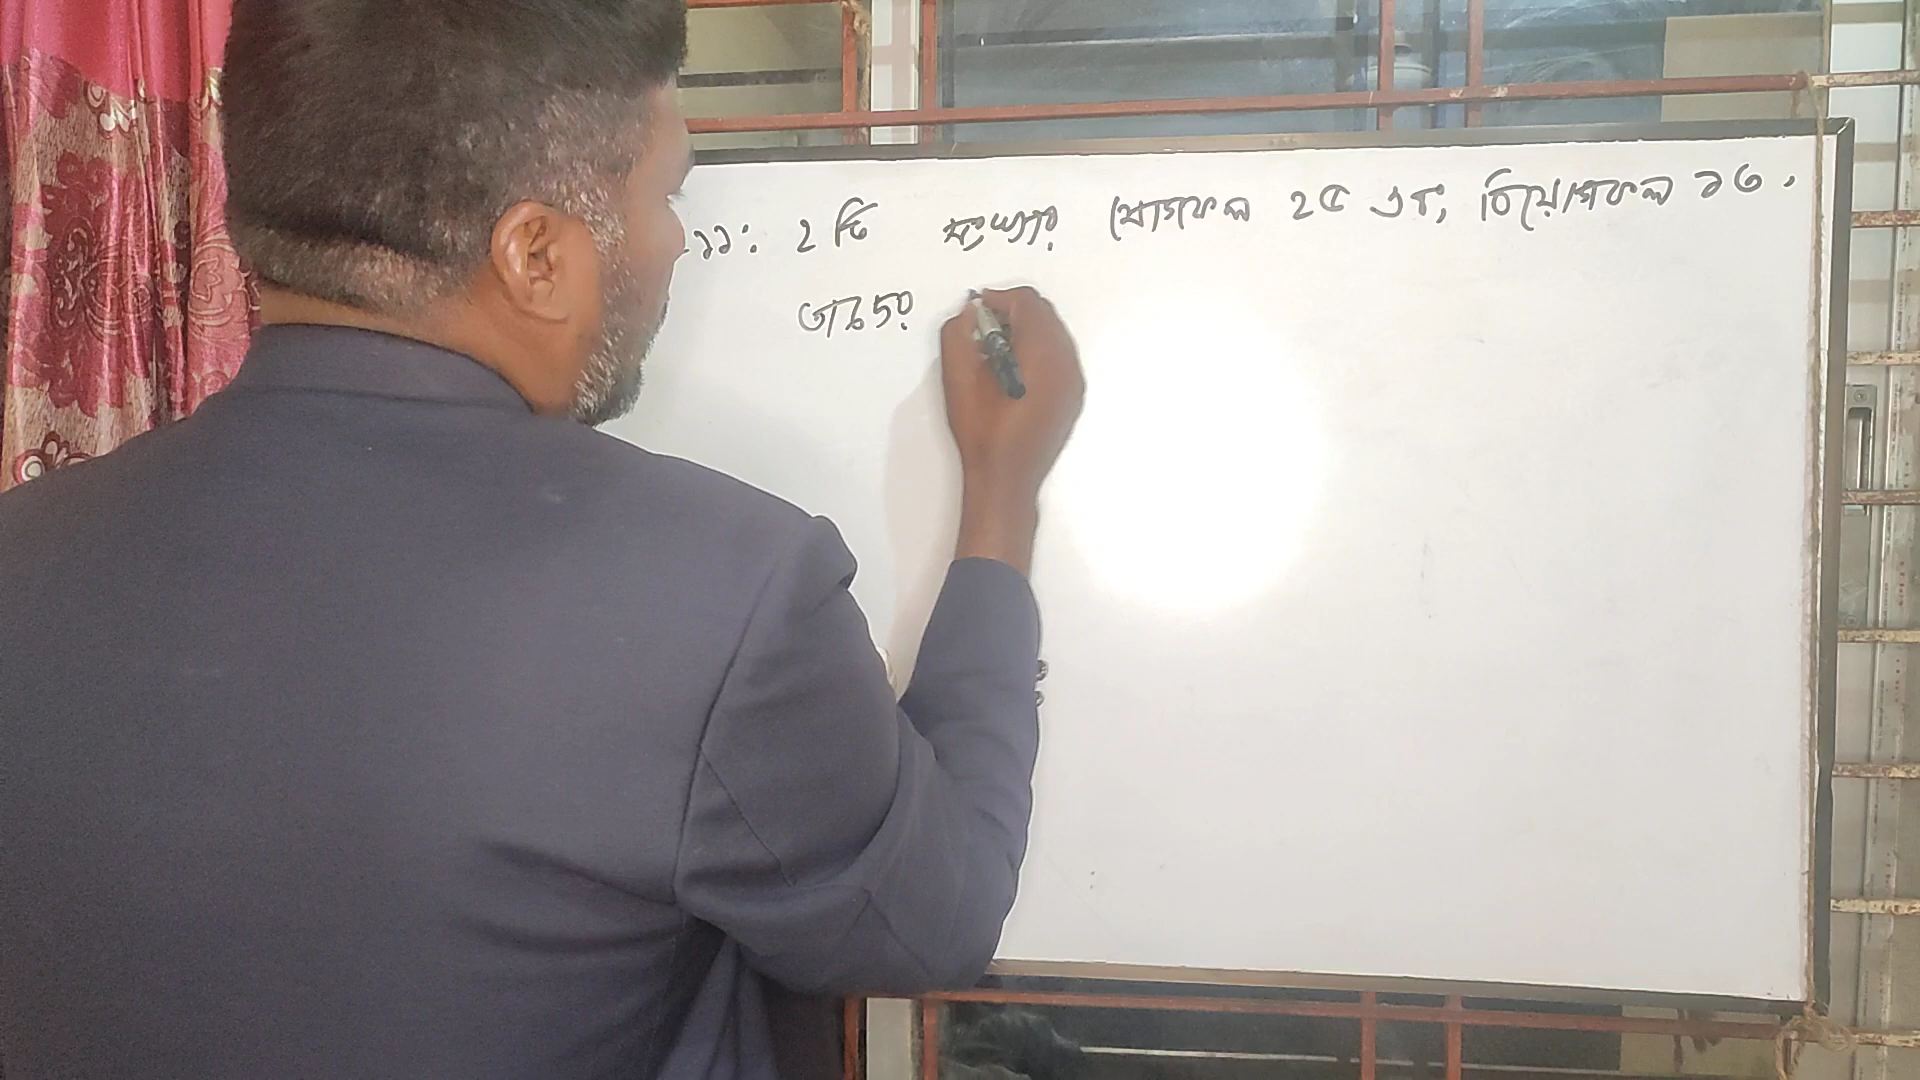 -১১: ২টি সংখ্যার যোগফল ২৫ এবং বিয়োগফল ১৩.
তাদের